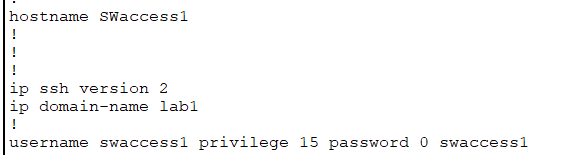 !
hostname SWaccess1
!
!
!
ip ssh version 2
ip domain-name lab1
!
username swaccess1 privilege 15 password 0 swaccess1